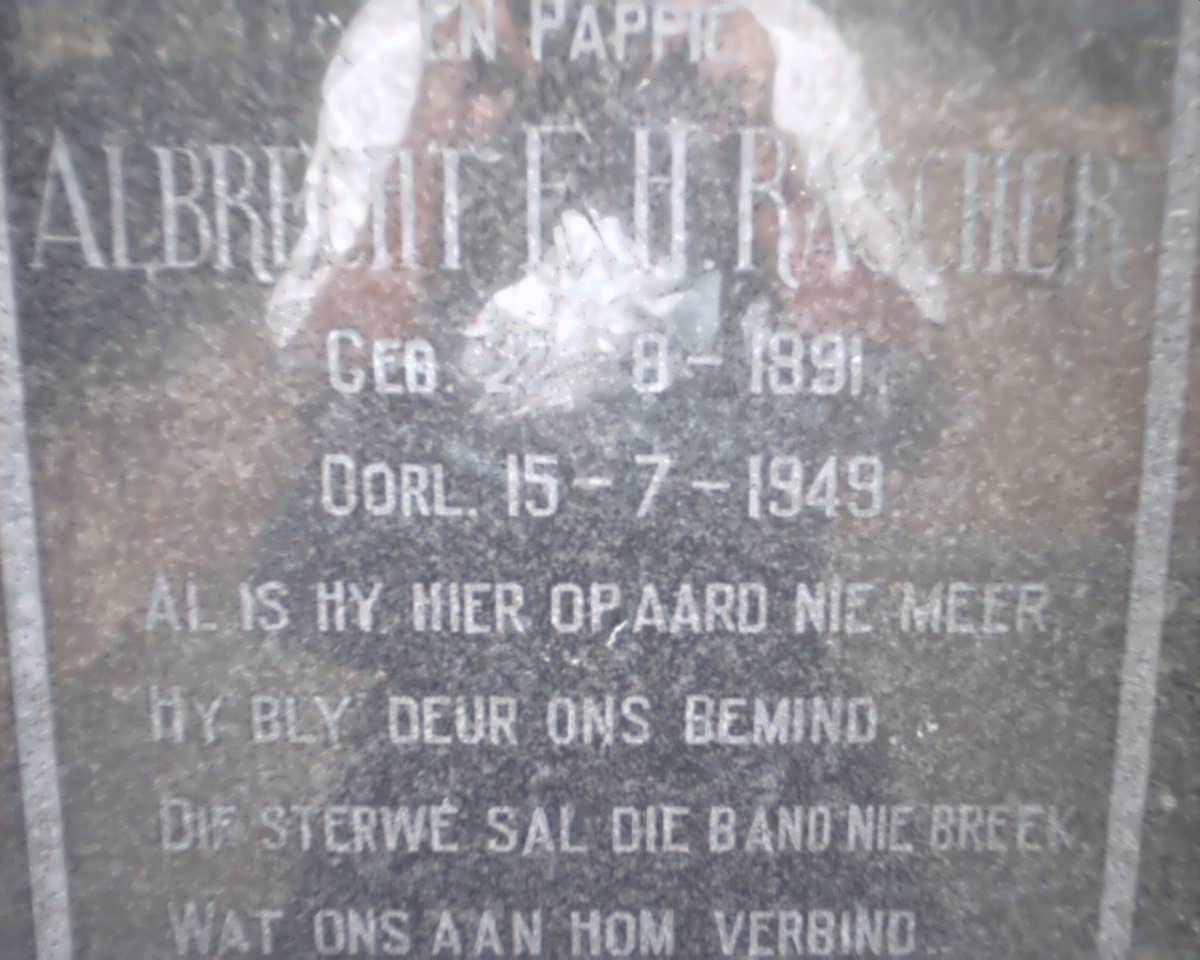 EN PAPPIE
ALBRECHT E H RASCHER
GEB. 8 - 1891.
OORL. 15 - 7 - 1949.
AL IS HY HIER OP AARD NIE MEER,
HY BLY DEUR ONS BEMIND.
DIE STERWE SAL DIE BAND NIE BREEK.
WAT ONS AAN HOM VERBIND.